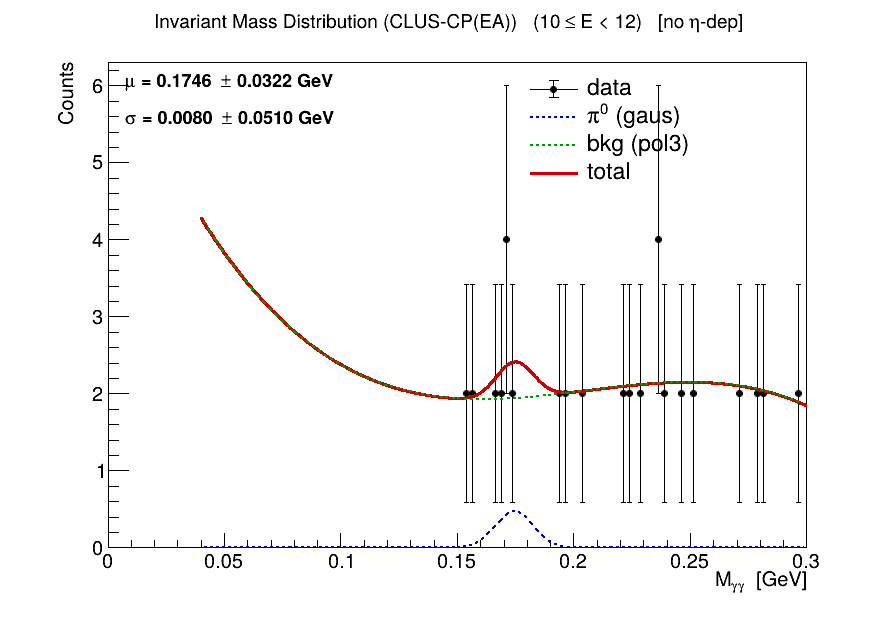 Invariant Mass Distribution (CLUS-CP(EA)) (10 ≤ E < 12) [no η-dep]
Counts
μ = 0.1746 ± 0.0322 GeV
σ = 0.0080 ± 0.0510 GeV
data
π⁰ (gaus)
bkg (pol3)
total
6
5
4
3
2
1
0
0 0.05 0.1 0.15 0.2 0.25 0.3
M_γγ [GeV]